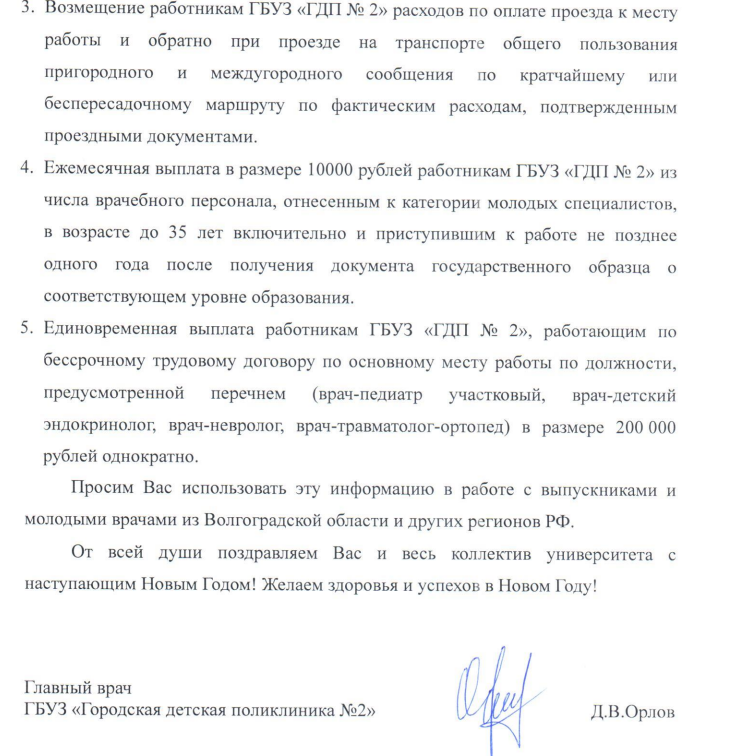 3. Возмещение работникам ГБУЗ «ГДП № 2» расходов по оплате проезда к месту
работы и обратно при проезде на транспорте общего пользования
пригородного и междугородного сообщения по кратчайшему или
беспересадочному маршруту по фактическим расходам, подтвержденным
проездными документами.
4. Ежемесячная выплата в размере 10000 рублей работникам ГБУЗ «ГДП № 2» из
числа врачебного персонала, отнесенным к категории молодых специалистов,
в возрасте до 35 лет включительно и приступившим к работе не позднее
одного года после получения документа государственного образца о
соответствующем уровне образования.
5. Единовременная выплата работникам ГБУЗ «ГДП № 2», работающим по
бессрочному трудовому договору по основному месту работы по должности,
предусмотренной перечнем (врач-педиатр участковый, врач-детский
эндокринолог, врач-невролог, врач-травматолог-ортопед) в размере 200 000
рублей однократно.
Просим Вас использовать эту информацию в работе с выпускниками и
молодыми врачами из Волгоградской области и других регионов РФ.
От всей души поздравляем Вас и весь коллектив университета с
наступающим Новым Годом! Желаем здоровья и успехов в Новом Году!
Главный врач
ГБУЗ «Городская детская поликлиника №2» Д.В.Орлов